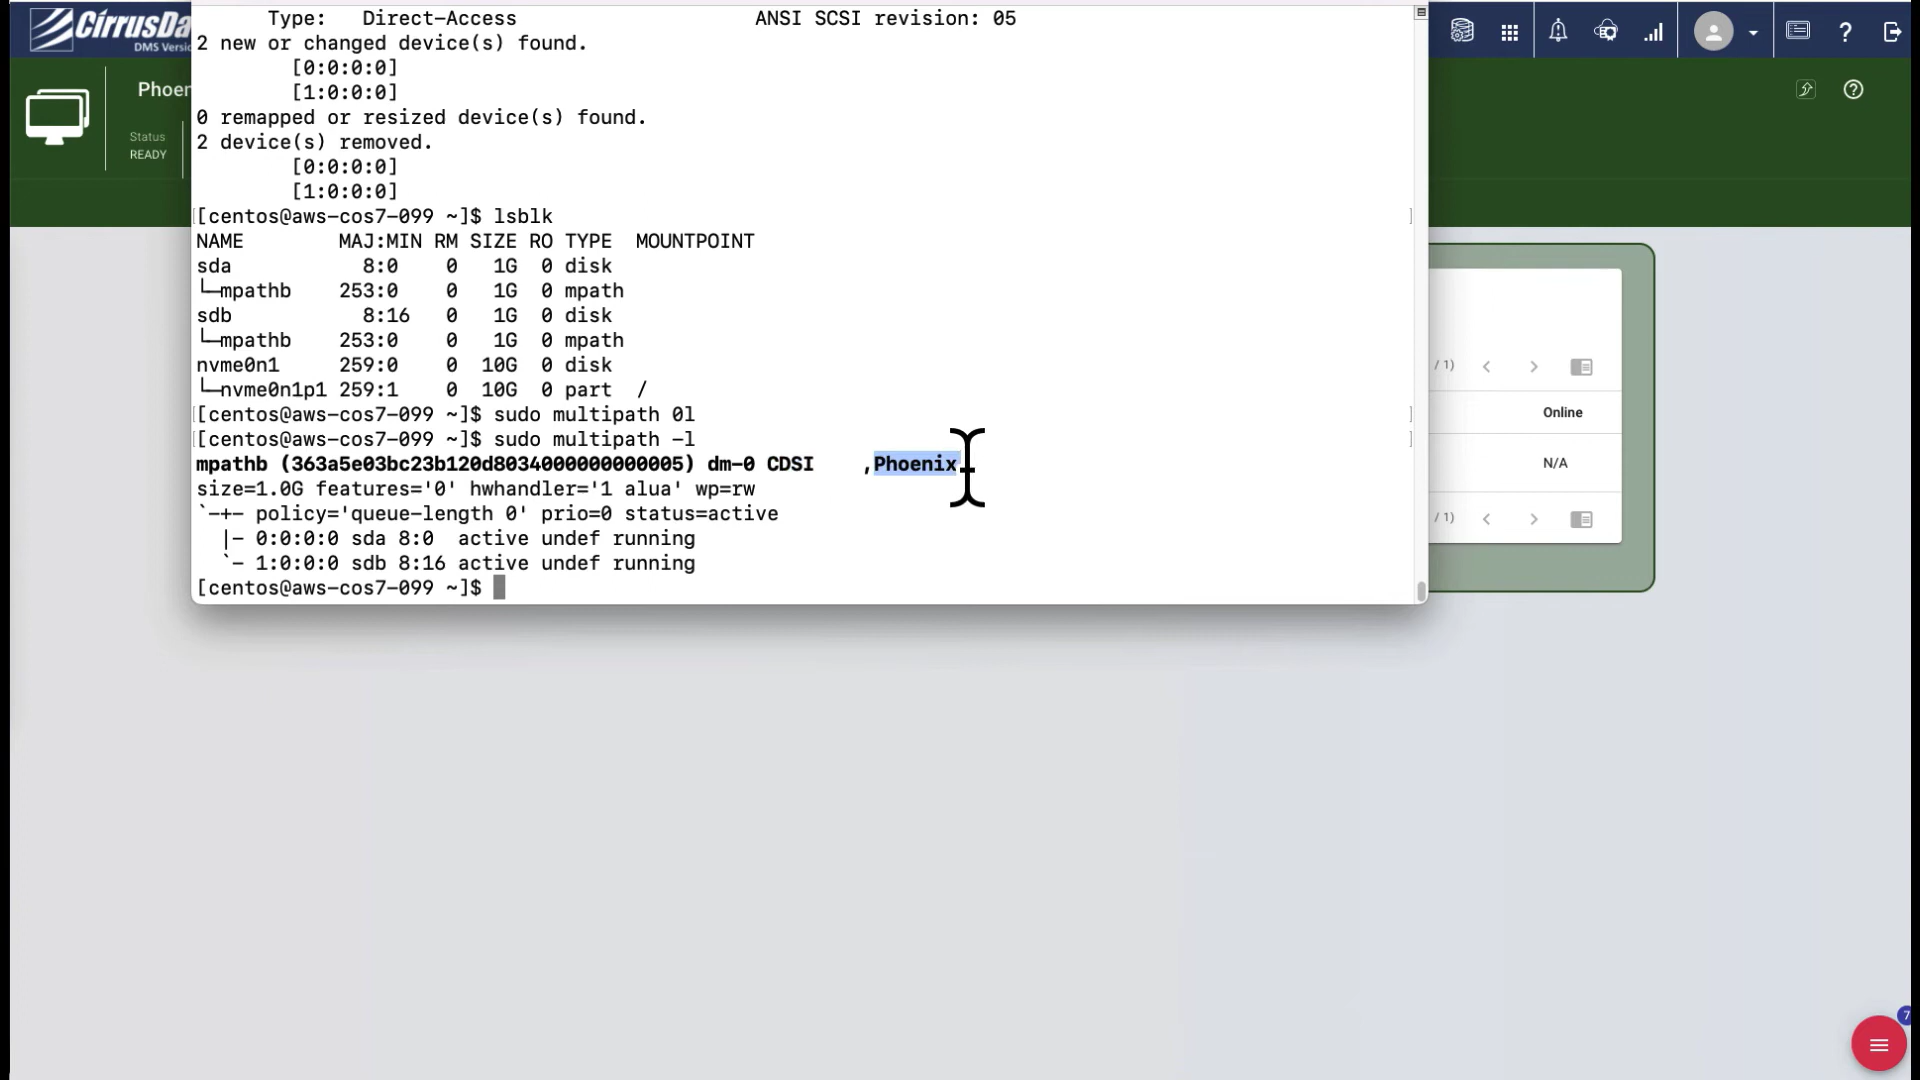 CirrusDa
DMS Versio
Phoen
Status
READY
Type:   Direct-Access                    ANSI SCSI revision: 05
2 new or changed device(s) found.
[0:0:0:0]
[1:0:0:0]
0 remapped or resized device(s) found.
2 device(s) removed.
[0:0:0:0]
[1:0:0:0]
[[centos@aws-cos7-099 ~]$ lsblk ]
NAME        MAJ:MIN RM SIZE RO TYPE  MOUNTPOINT
sda           8:0    0   1G  0 disk
└─mpathb    253:0    0   1G  0 mpath
sdb           8:16   0   1G  0 disk
└─mpathb    253:0    0   1G  0 mpath
nvme0n1     259:0    0  10G  0 disk
└─nvme0n1p1 259:1    0  10G  0 part  /
[[centos@aws-cos7-099 ~]$ sudo multipath 0l ]
[[centos@aws-cos7-099 ~]$ sudo multipath -l ]
mpathb (363a5e03bc23b120d8034000000000005) dm-0 CDSI    ,Phoenix
size=1.0G features='0' hwhandler='1 alua' wp=rw
`-+- policy='queue-length 0' prio=0 status=active
  |- 0:0:0:0 sda 8:0  active undef running
  `- 1:0:0:0 sdb 8:16 active undef running
[centos@aws-cos7-099 ~]$
/ 1)
Online
N/A
/ 1)
7